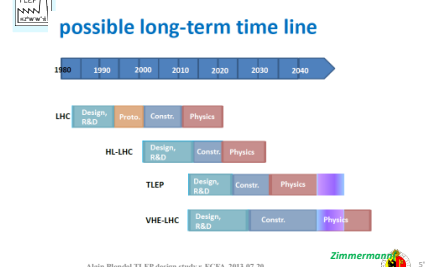 TLEP
possible long-term time line
1980 1990 2000 2010 2020 2030 2040
LHC
Design,
R&D
Proto.
Constr.
Physics
HL-LHC
Design,
R&D
Constr.
Physics
TLEP
Design,
R&D
Constr.
Physics
VHE-LHC
Design,
R&D
Constr.
Physics
Zimmermann
Alain Blondel TLEP design study r-ECFA 2013-07-20